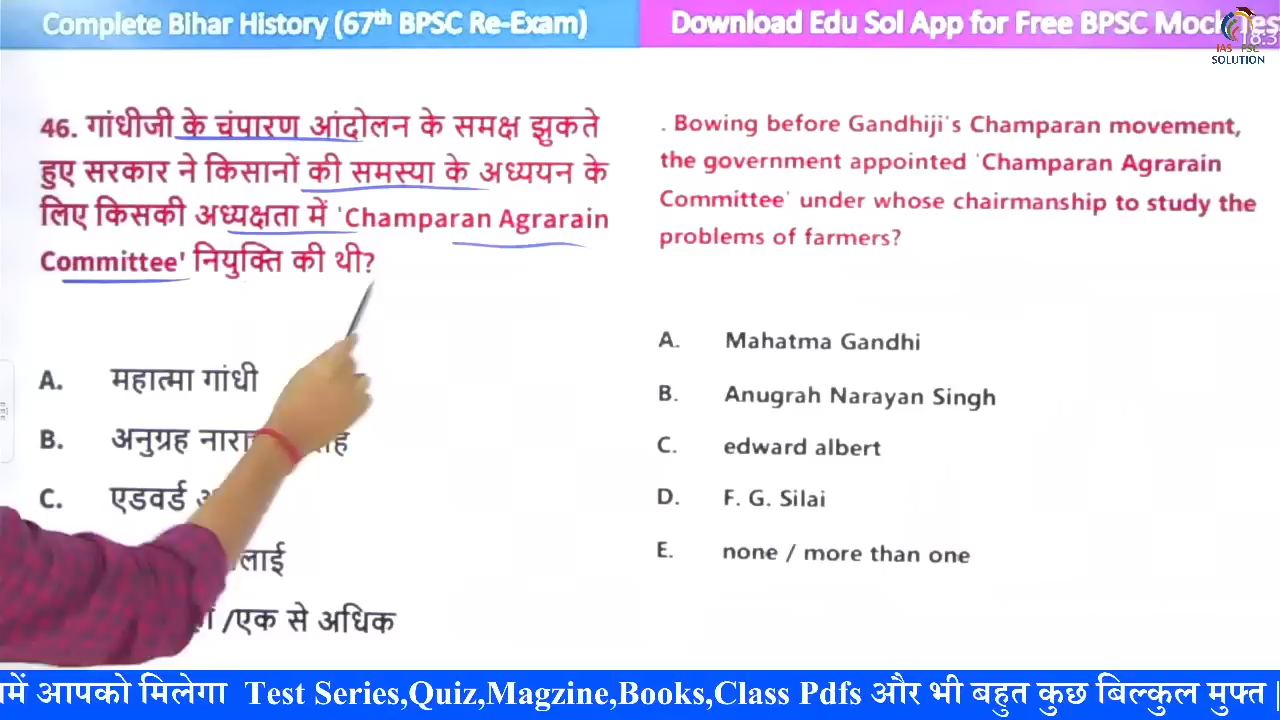 Complete Bihar History (67th BPSC Re-Exam)
Download Edu Sol App for Free BPSC Mock
18:3
IAS PSC
SOLUTION
46. गांधीजी के चंपारण आंदोलन के समक्ष झुकते
हुए सरकार ने किसानों की समस्या के अध्ययन के
लिए किसकी अध्यक्षता में 'Champaran Agrarain
Committee' नियुक्ति की थी?
A. महात्मा गांधी
B. अनुग्रह
C. एडवर्ड
/एक से अधिक
. Bowing before Gandhiji's Champaran movement,
the government appointed 'Champaran Agrarain
Committee' under whose chairmanship to study the
problems of farmers?
A. Mahatma Gandhi
B. Anugrah Narayan Singh
C. edward albert
D. F. G. Silai
E. none / more than one
में आपको मिलेगा Test Series,Quiz,Magzine,Books,Class Pdfs और भी बहुत कुछ बिल्कुल मुफ्त |